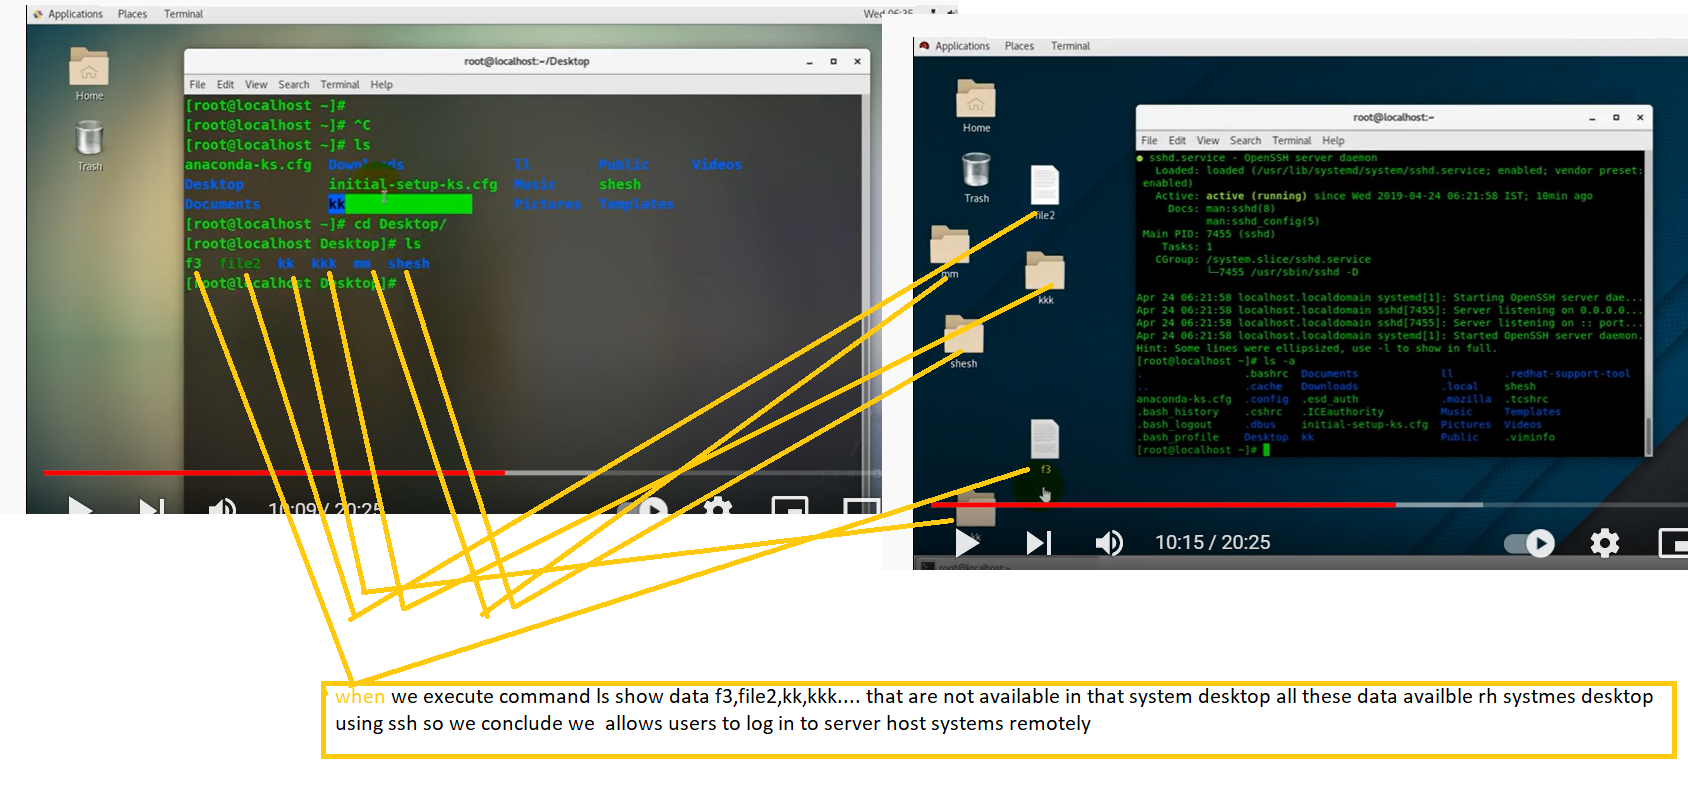 Applications Places Terminal
Wed 06:35
Home
Trash
root@localhost:~/Desktop
File Edit View Search Terminal Help
[root@localhost ~]#
[root@localhost ~]# ^C
[root@localhost ~]# ls
anaconda-ks.cfg Downloads ll Public Videos
Desktop initial-setup-ks.cfg Music shesh
Documents kk Pictures Templates
[root@localhost ~]# cd Desktop/
[root@localhost Desktop]# ls
f3 file2 kk kkk mm shesh
[root@localhost Desktop]#
10:09 / 20:25
Applications Places Terminal
Home
Trash
file2
mm
kkk
shesh
f3
kk
root@localhost:~
File Edit View Search Terminal Help
● sshd.service - OpenSSH server daemon
Loaded: loaded (/usr/lib/systemd/system/sshd.service; enabled; vendor preset:
enabled)
Active: active (running) since Wed 2019-04-24 06:21:58 IST; 10min ago
Docs: man:sshd(8)
man:sshd_config(5)
Main PID: 7455 (sshd)
Tasks: 1
CGroup: /system.slice/sshd.service
└─7455 /usr/sbin/sshd -D
Apr 24 06:21:58 localhost.localdomain systemd[1]: Starting OpenSSH server dae...
Apr 24 06:21:58 localhost.localdomain sshd[7455]: Server listening on 0.0.0.0...
Apr 24 06:21:58 localhost.localdomain sshd[7455]: Server listening on :: port...
Apr 24 06:21:58 localhost.localdomain systemd[1]: Started OpenSSH server daemon.
Hint: Some lines were ellipsized, use -l to show in full.
[root@localhost ~]# ls -a
. .bashrc Documents ll .redhat-support-tool
.. .cache Downloads .local shesh
anaconda-ks.cfg .config .esd_auth .mozilla .tcshrc
.bash_history .cshrc .ICEauthority Music Templates
.bash_logout .dbus initial-setup-ks.cfg Pictures Videos
.bash_profile Desktop kk Public .viminfo
[root@localhost ~]#
10:15 / 20:25
root@localhost:~
when we execute command ls show data f3,file2,kk,kkk.... that are not available in that system desktop all these data availble rh systmes desktop
using ssh so we conclude we allows users to log in to server host systems remotely